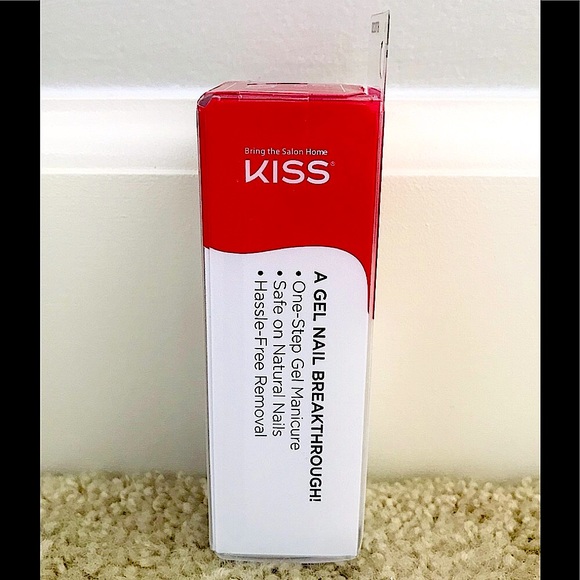 Bring the Salon Home
KISS®
A GEL NAIL BREAKTHROUGH!
• One-Step Gel Manicure
• Safe on Natural Nails
• Hassle-Free Removal